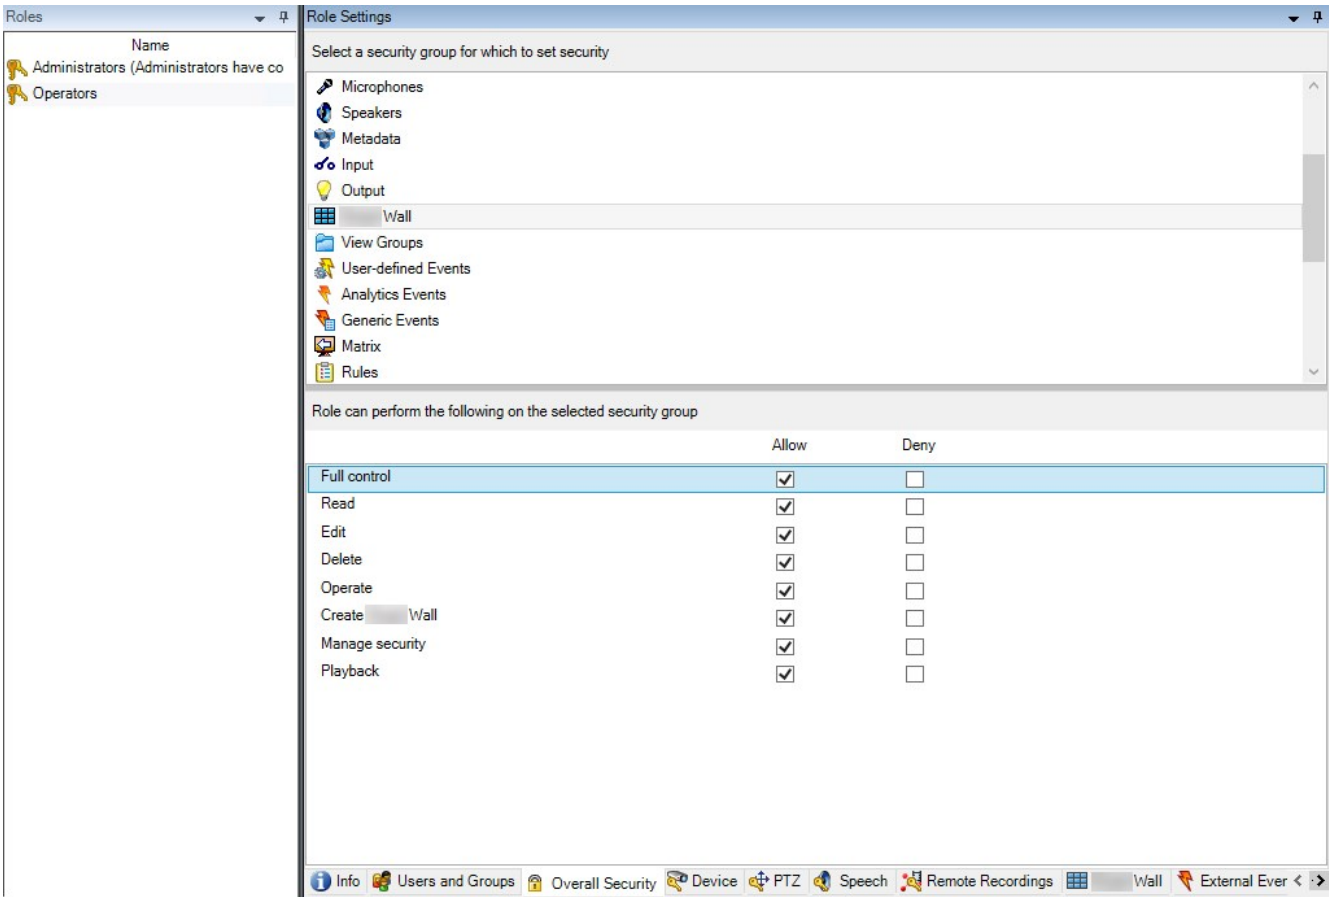 Roles
Name
Administrators (Administrators have co
Operators
Role Settings
Select a security group for which to set security
Microphones
Speakers
Metadata
Input
Output
Wall
View Groups
User-defined Events
Analytics Events
Generic Events
Matrix
Rules
Role can perform the following on the selected security group
Allow Deny
Full control
Read
Edit
Delete
Operate
Create Wall
Manage security
Playback
Info Users and Groups Overall Security Device PTZ Speech Remote Recordings Wall External Ever